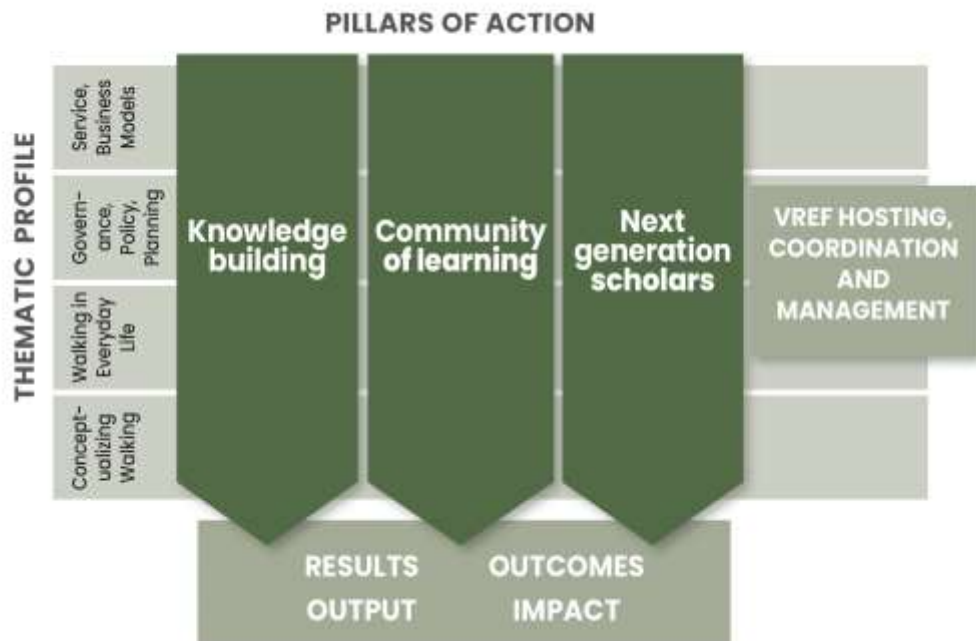 PILLARS OF ACTION
THEMATIC PROFILE
Service,
Business
Models
Govern-
ance,
Policy,
Planning
Walking in
Everyday
Life
Concept-
ualizing
Walking
Knowledge
building
Community
of learning
Next
generation
scholars
VREF HOSTING,
COORDINATION
AND
MANAGEMENT
RESULTS OUTCOMES
OUTPUT IMPACT